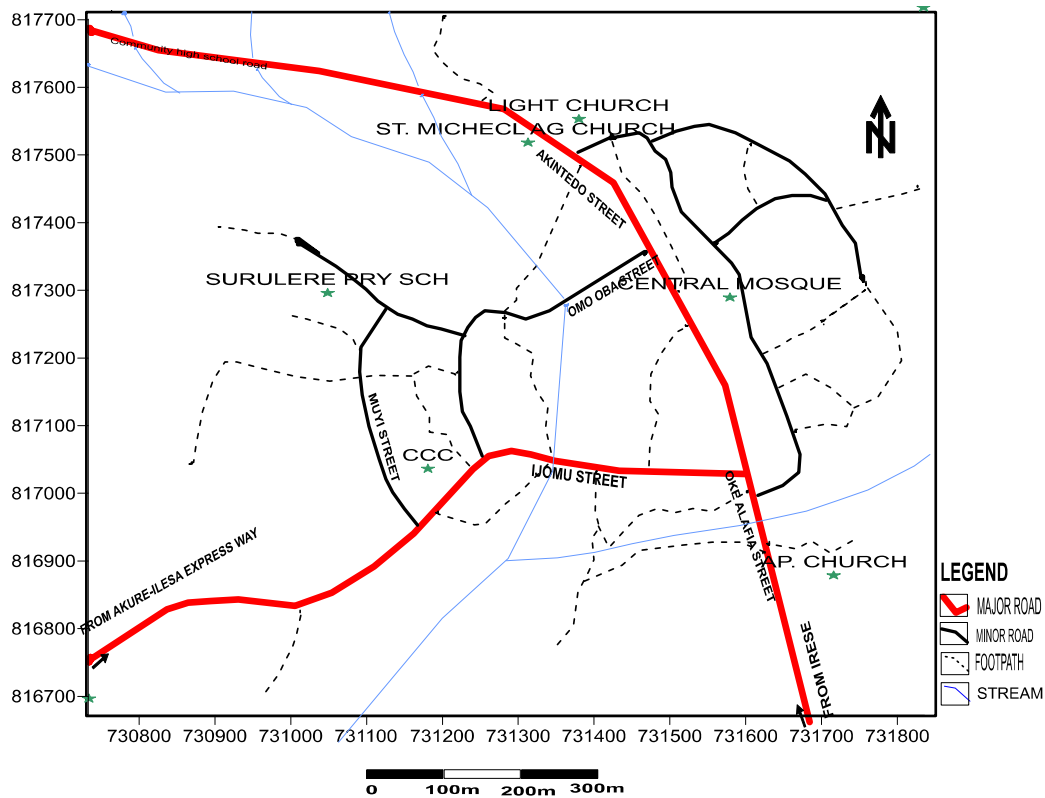 817700
817600
817500
817400
817300
817200
817100
817000
816900
816800
816700
Community high school road
LIGHT CHURCH
ST. MICHECL AG CHURCH
AKINTEDO STREET
N
SURULERE PRY SCH
OMO OBA STREET
CENTRAL MOSQUE
MUYI STREET
CCC
IJOMU STREET
OKE ALAFIA STREET
AP. CHURCH
FROM AKURE-ILESA EXPRESS WAY
FROM IRESE
LEGEND
MAJOR ROAD
MINOR ROAD
FOOTPATH
STREAM
730800 730900 731000 731100 731200 731300 731400 731500 731600 731700 731800
0 100m 200m 300m